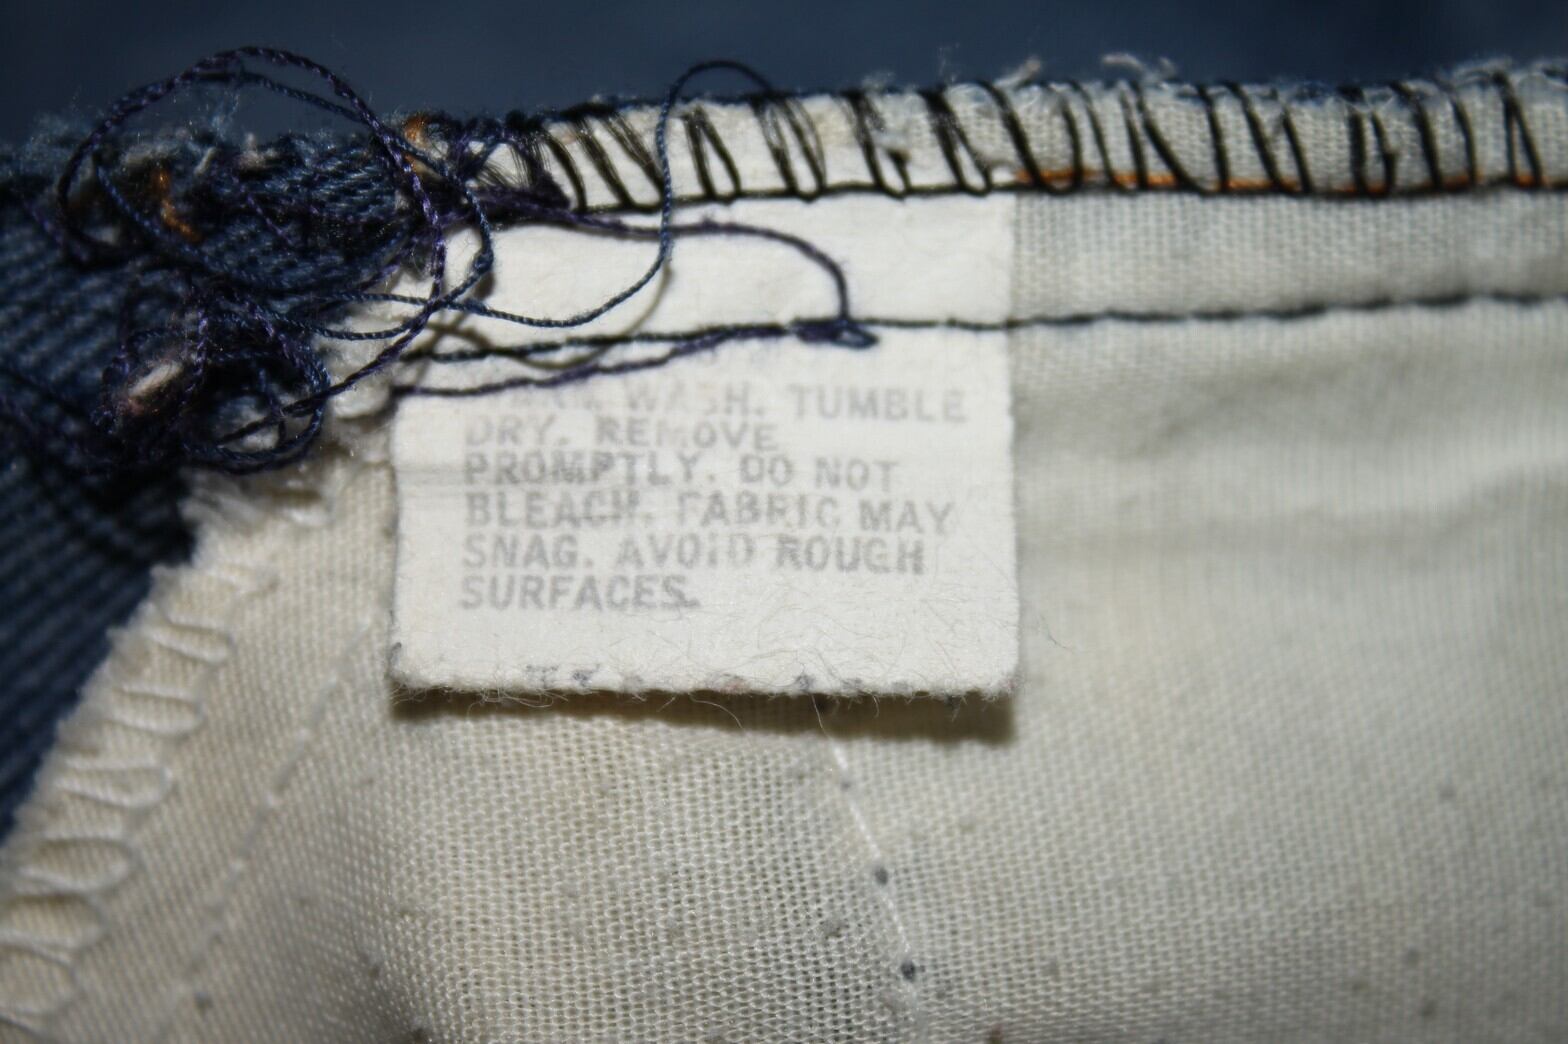 WASH. TUMBLE
DRY. REMOVE
PROMPTLY. DO NOT
BLEACH. FABRIC MAY
SNAG. AVOID ROUGH
SURFACES.